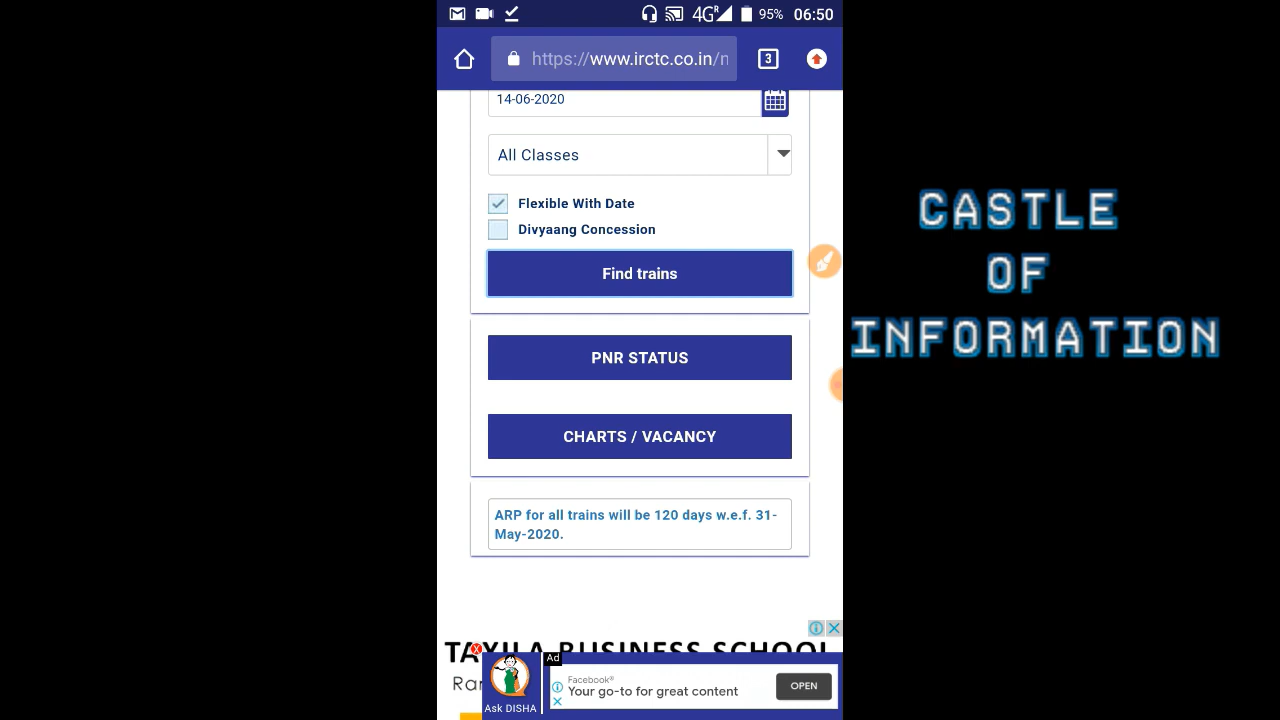 95% 06:50
https://www.irctc.co.in/n
3
14-06-2020
All Classes
Flexible With Date
Divyaang Concession
Find trains
PNR STATUS
CHARTS / VACANCY
ARP for all trains will be 120 days w.e.f. 31-
May-2020.
CASTLE
OF
INFORMATION
TAXILA BUSINESS SCHOOL
Ad
Facebook®
Your go-to for great content
OPEN
Ask DISHA
4G R